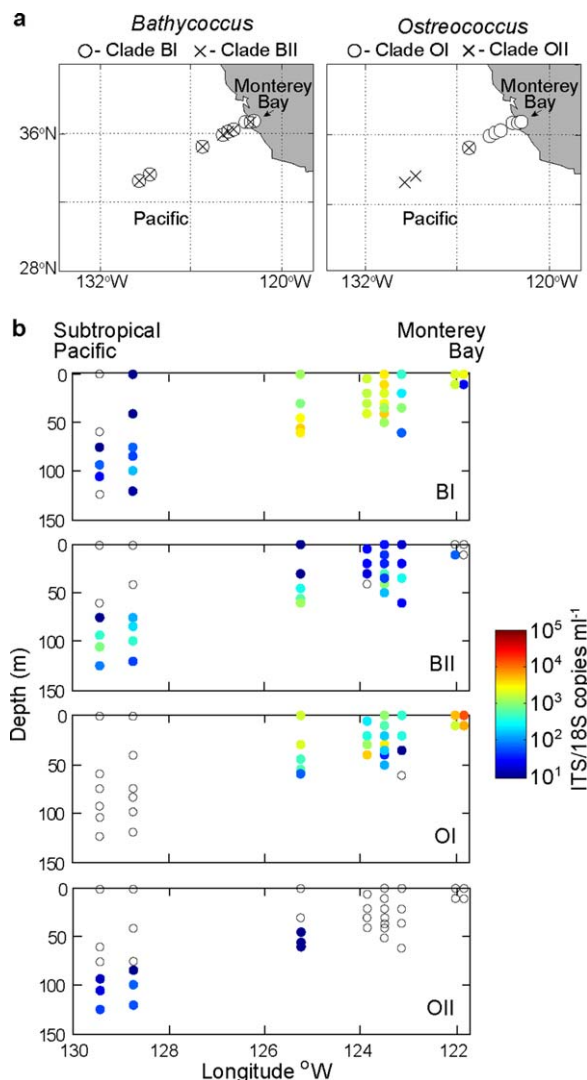 a
Bathycoccus
Ostreococcus
○- Clade BI ×- Clade BII
○- Clade OI ×- Clade OII
Monterey
Bay
Monterey
Bay
36°N
Pacific
Pacific
28°N
132°W 120°W
132°W 120°W
b
Subtropical
Pacific
Monterey
Bay
0
50
100
150
BI
0
50
100
150
BII
0
50
100
150
OI
0
50
100
150
OII
Depth (m)
130 128 126 124 123 122
Longitude °W
10⁵
10⁴
10³
10²
10¹
ITS/18S copies ml⁻¹